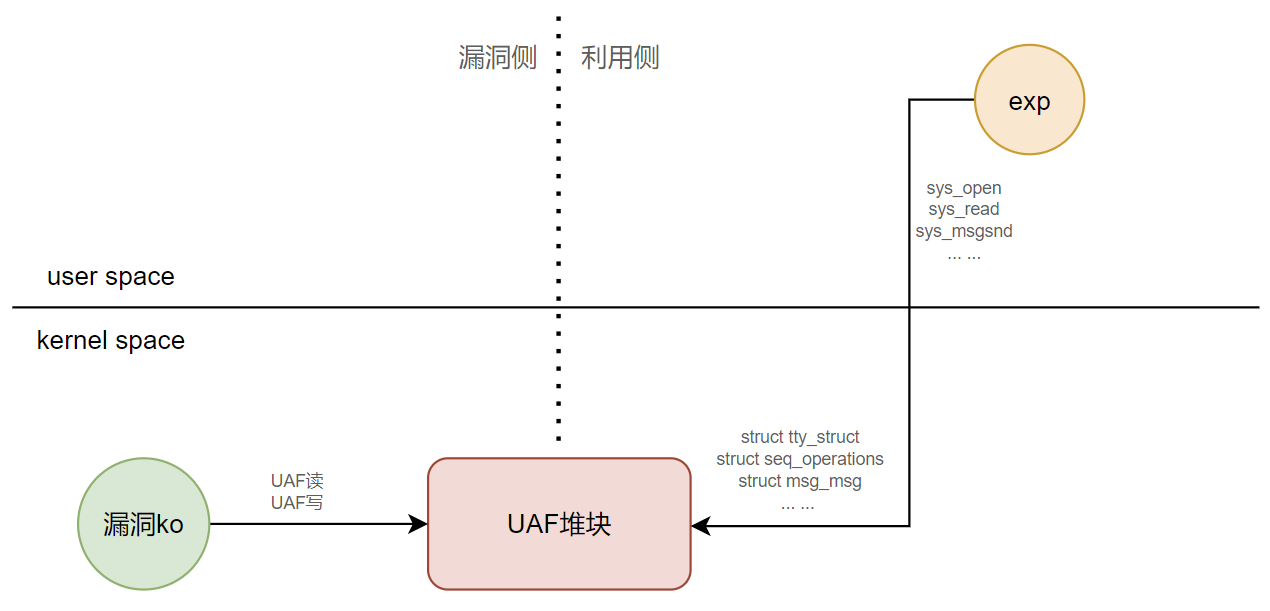 漏洞侧
利用侧
exp
sys_open
sys_read
sys_msgsnd
... ...
user space
kernel space
struct tty_struct
struct seq_operations
struct msg_msg
... ...
UAF读
UAF写
漏洞ko
UAF堆块